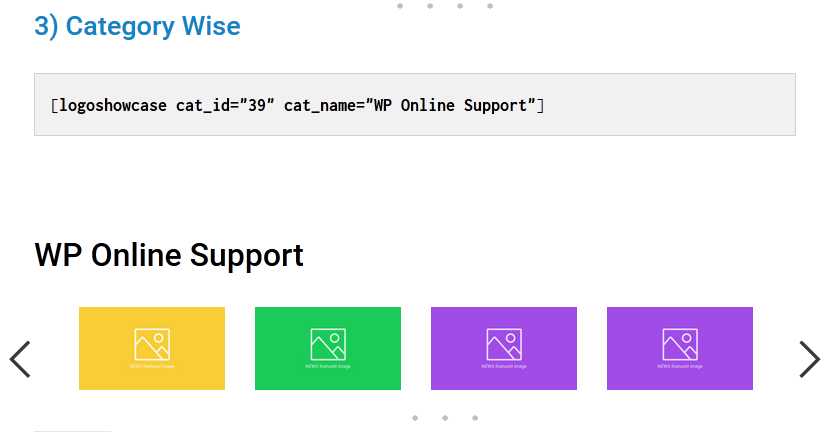 3) Category Wise
[logoshowcase cat_id=”39” cat_name=”WP Online Support”]
WP Online Support
NEWS featured image
NEWS featured image
NEWS featured image
NEWS featured image